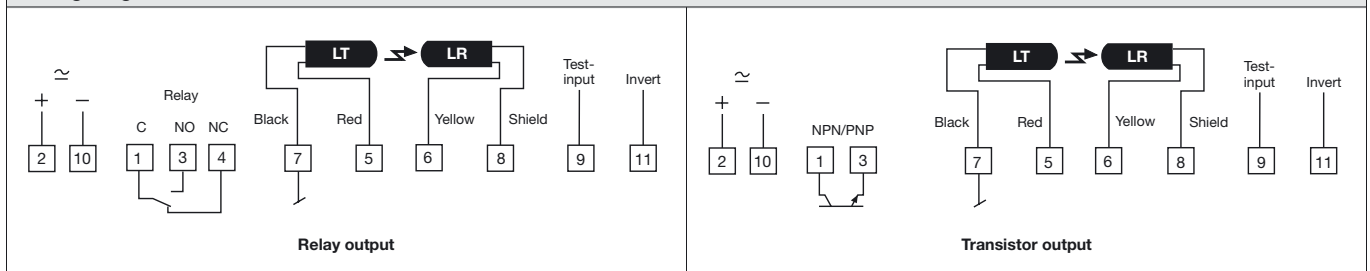 LT
LR
≃
+ −
Relay
C NO NC
Black
Red
Yellow
Shield
Test-
input
Invert
2 10 1 3 4 7 5 6 8 9 11
Relay output
LT
LR
≃
+ −
NPN/PNP
Black
Red
Yellow
Shield
Test-
input
Invert
2 10 1 3 7 5 6 8 9 11
Transistor output